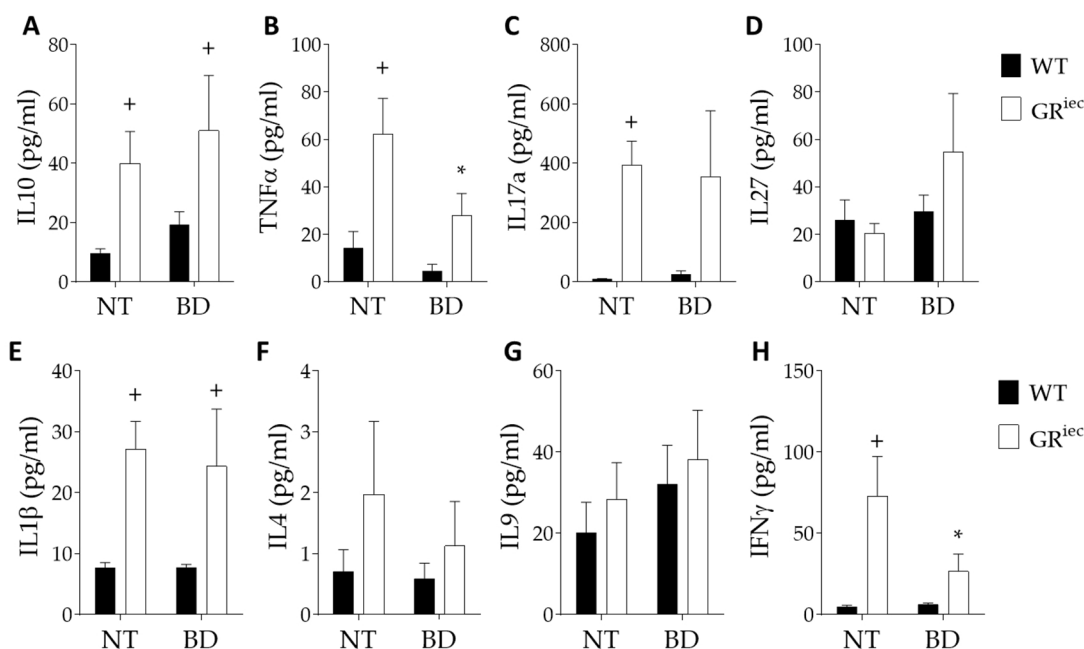 A
IL10 (pg/ml)
80
60
40
20
0
+
+
NT BD
B
TNFα (pg/ml)
100
80
60
40
20
0
+
*
NT BD
C
IL17a (pg/ml)
800
600
400
200
0
+
NT BD
D
IL27 (pg/ml)
100
80
60
40
20
0
NT BD
WT
GRiec
E
IL1β (pg/ml)
40
30
20
10
0
+
+
NT BD
F
IL4 (pg/ml)
4
3
2
1
0
NT BD
G
IL9 (pg/ml)
60
40
20
0
NT BD
H
IFNγ (pg/ml)
150
100
50
0
+
*
NT BD
WT
GRiec